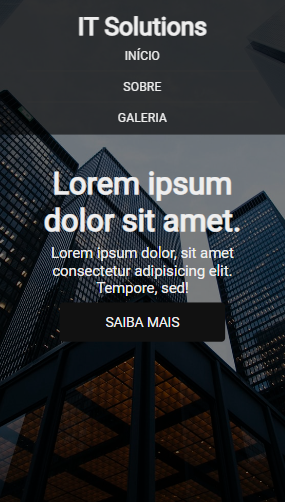 IT Solutions
INÍCIO
SOBRE
GALERIA
Lorem ipsum
dolor sit amet.
Lorem ipsum dolor, sit amet
consectetur adipisicing elit.
Tempore, sed!
SAIBA MAIS